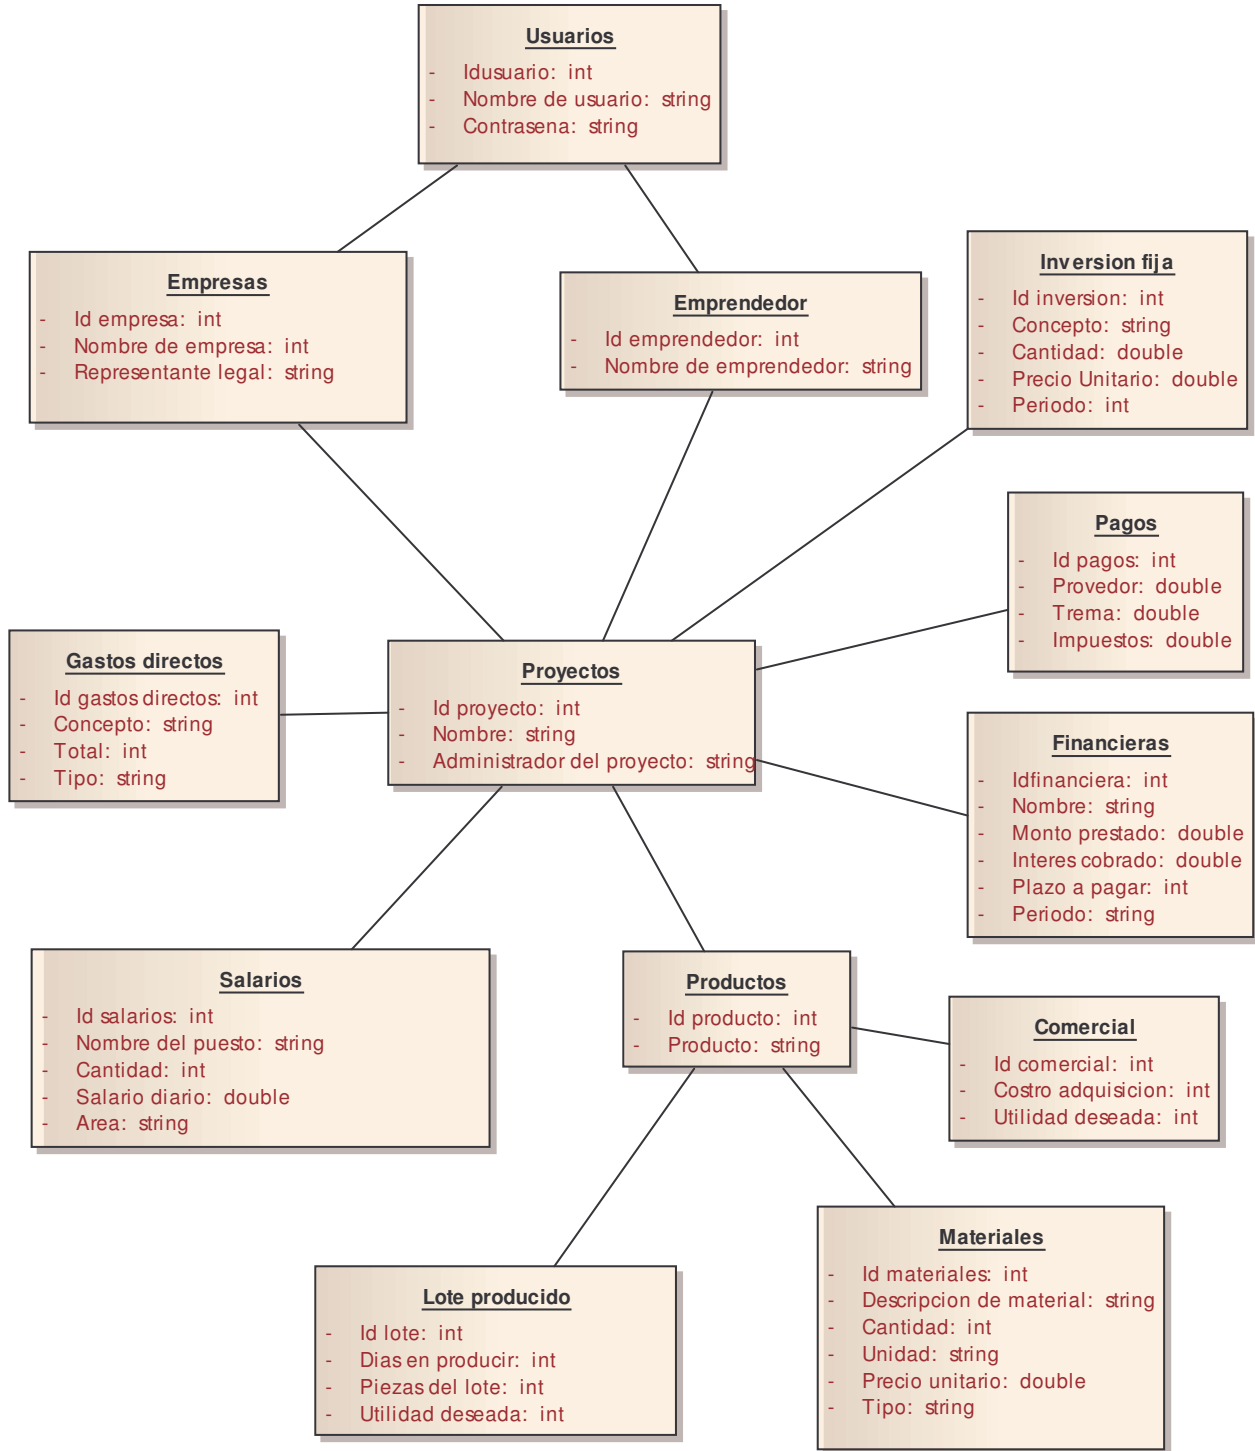 Usuarios
- Idusuario: int
- Nombre de usuario: string
- Contrasena: string
Empresas
- Id empresa: int
- Nombre de empresa: int
- Representante legal: string
Emprendedor
- Id emprendedor: int
- Nombre de emprendedor: string
Inversion fija
- Id inversion: int
- Concepto: string
- Cantidad: double
- Precio Unitario: double
- Periodo: int
Pagos
- Id pagos: int
- Provedor: double
- Trema: double
- Impuestos: double
Gastos directos
- Id gastos directos: int
- Concepto: string
- Total: int
- Tipo: string
Proyectos
- Id proyecto: int
- Nombre: string
- Administrador del proyecto: string
Financieras
- Idfinanciera: int
- Nombre: string
- Monto prestado: double
- Interes cobrado: double
- Plazo a pagar: int
- Periodo: string
Salarios
- Id salarios: int
- Nombre del puesto: string
- Cantidad: int
- Salario diario: double
- Area: string
Productos
- Id producto: int
- Producto: string
Comercial
- Id comercial: int
- Costro adquisicion: int
- Utilidad deseada: int
Lote producido
- Id lote: int
- Dias en producir: int
- Piezas del lote: int
- Utilidad deseada: int
Materiales
- Id materiales: int
- Descripcion de material: string
- Cantidad: int
- Unidad: string
- Precio unitario: double
- Tipo: string